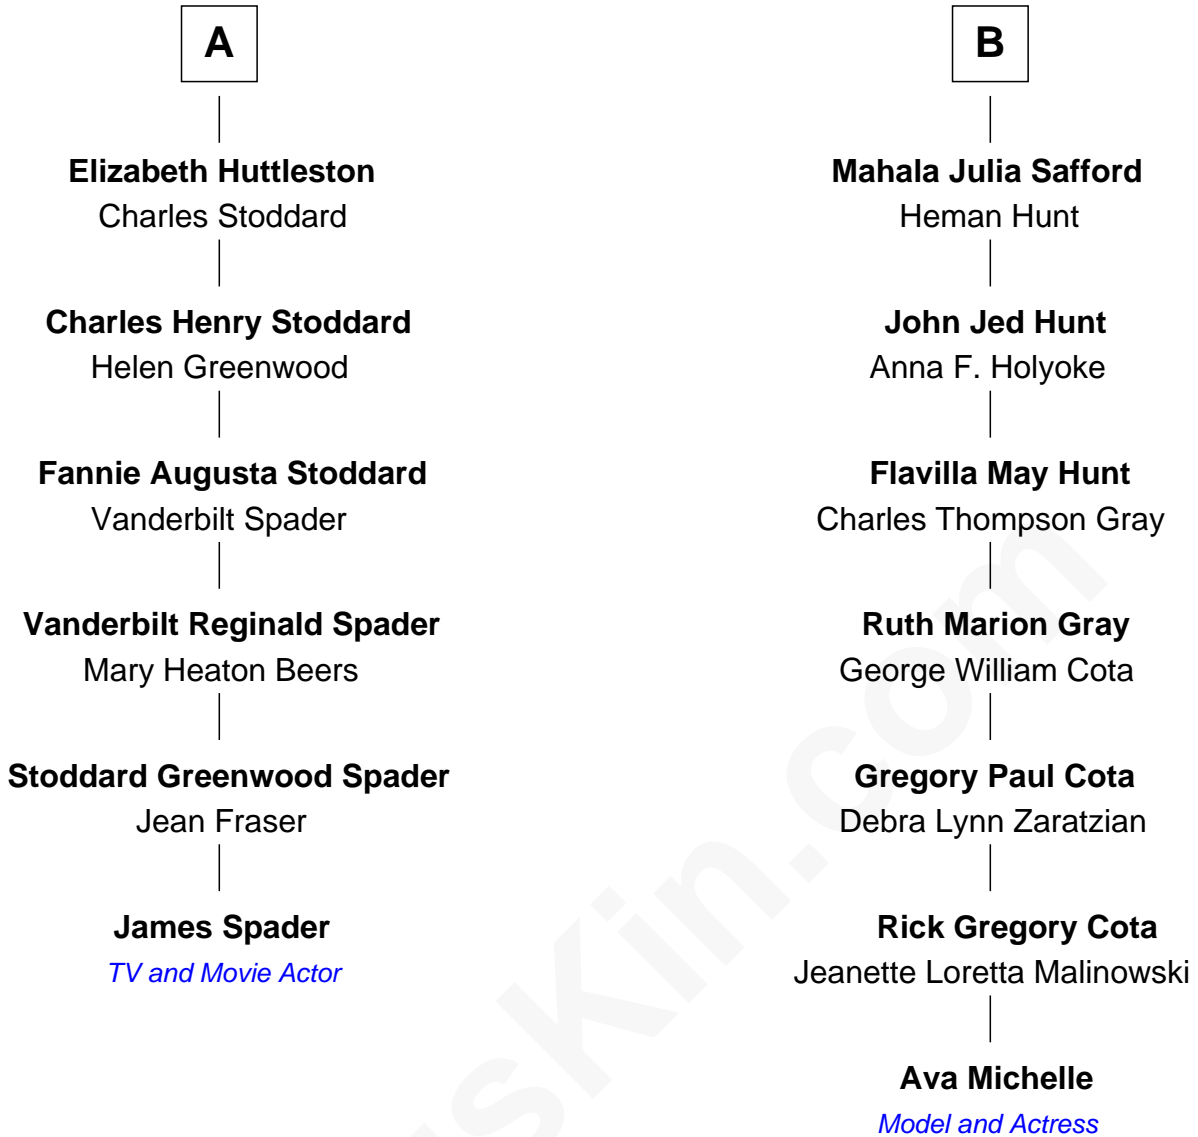 A
Elizabeth Huttleston
Charles Stoddard
Charles Henry Stoddard
Helen Greenwood
Fannie Augusta Stoddard
Vanderbilt Spader
Vanderbilt Reginald Spader
Mary Heaton Beers
Stoddard Greenwood Spader
Jean Fraser
James Spader
TV and Movie Actor
B
Mahala Julia Safford
Heman Hunt
John Jed Hunt
Anna F. Holyoke
Flavilla May Hunt
Charles Thompson Gray
Ruth Marion Gray
George William Cota
Gregory Paul Cota
Debra Lynn Zaratzian
Rick Gregory Cota
Jeanette Loretta Malinowski
Ava Michelle
Model and Actress
usKin.com